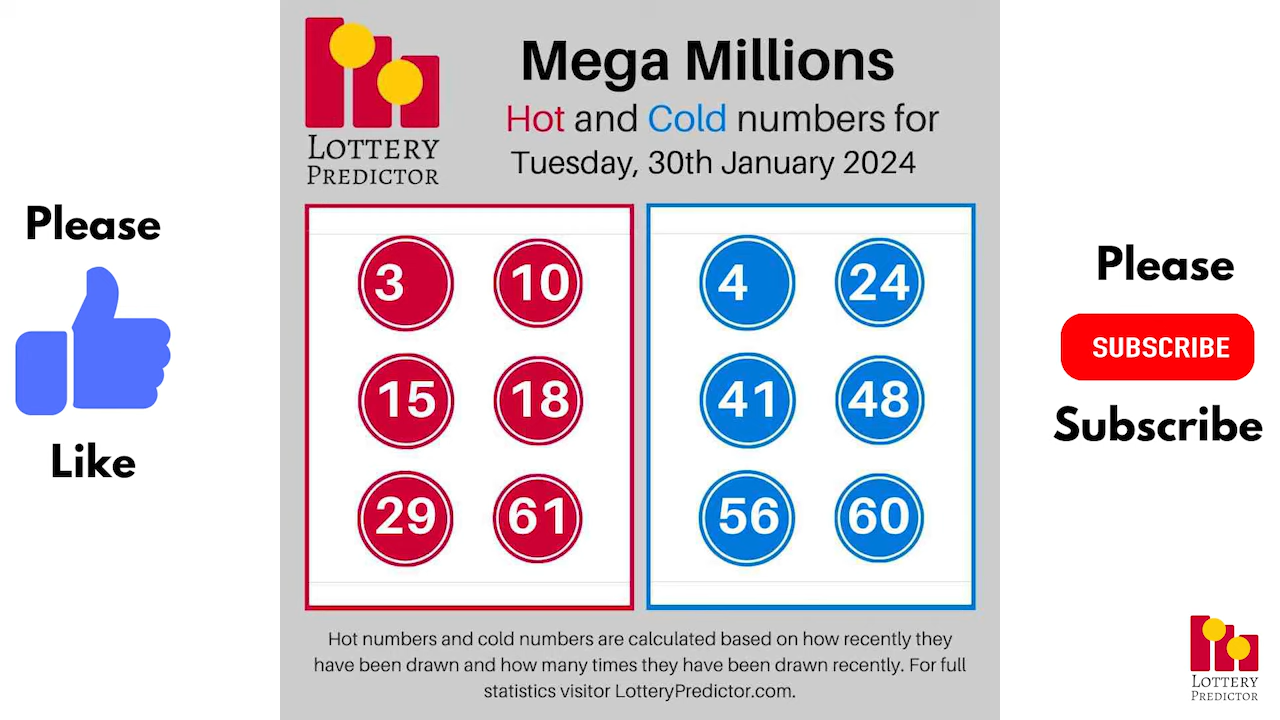 LOTTERY
PREDICTOR
Mega Millions
Hot and Cold numbers for
Tuesday, 30th January 2024
Please
Like
3 10
15 18
29 61
4 24
41 48
56 60
Please
SUBSCRIBE
Subscribe
Hot numbers and cold numbers are calculated based on how recently they
have been drawn and how many times they have been drawn recently. For full
statistics visitor LotteryPredictor.com.
LOTTERY
PREDICTOR